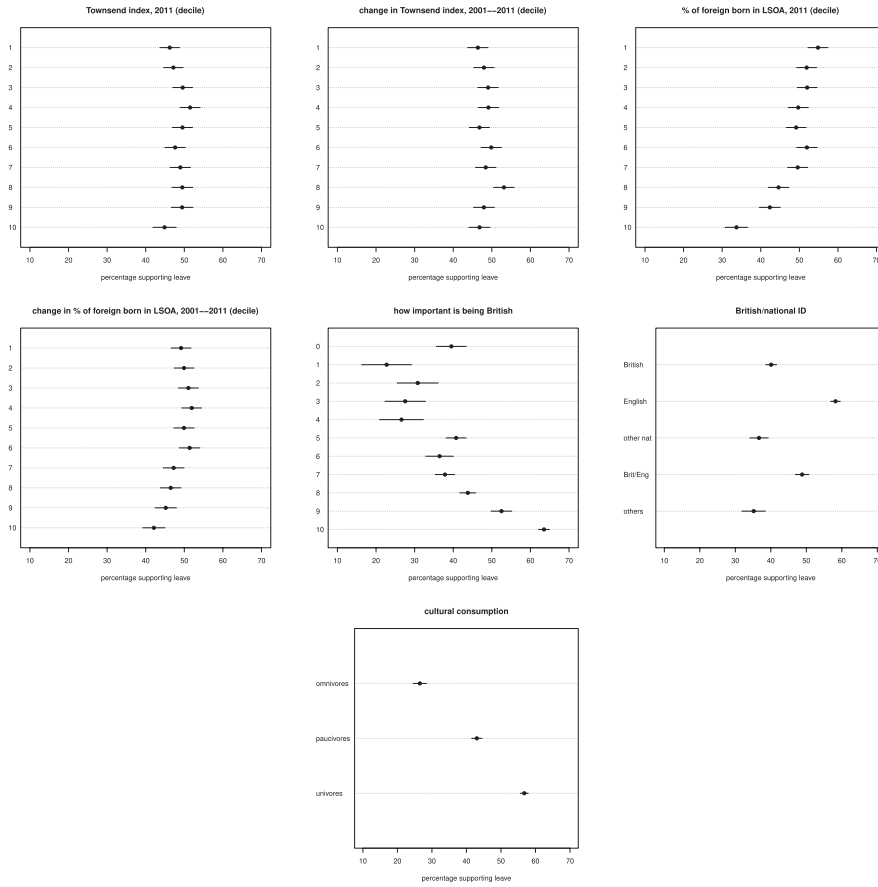 Townsend index, 2011 (decile)
1
2
3
4
5
6
7
8
9
10
10 20 30 40 50 60 70
percentage supporting leave
change in Townsend index, 2001−−2011 (decile)
1
2
3
4
5
6
7
8
9
10
10 20 30 40 50 60 70
percentage supporting leave
% of foreign born in LSOA, 2011 (decile)
1
2
3
4
5
6
7
8
9
10
10 20 30 40 50 60 70
percentage supporting leave
change in % of foreign born in LSOA, 2001−−2011 (decile)
1
2
3
4
5
6
7
8
9
10
10 20 30 40 50 60 70
percentage supporting leave
how important is being British
0
1
2
3
4
5
6
7
8
9
10
10 20 30 40 50 60 70
percentage supporting leave
British/national ID
British
English
other nat
Brit/Eng
others
10 20 30 40 50 60
percentage supporting leave
cultural consumption
omnivores
paucivores
univores
10 20 30 40 50 60 70
percentage supporting leave